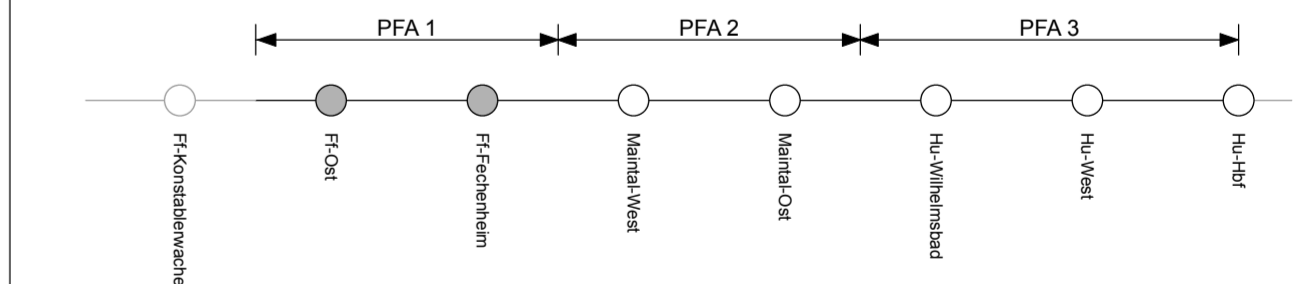 PFA 1
PFA 2
PFA 3
Ff-Konstablerwache
Ff-Ost
Ff-Fechenheim
Maintal-West
Maintal-Ost
Hu-Wilhelmsbad
Hu-West
Hu-Hbf